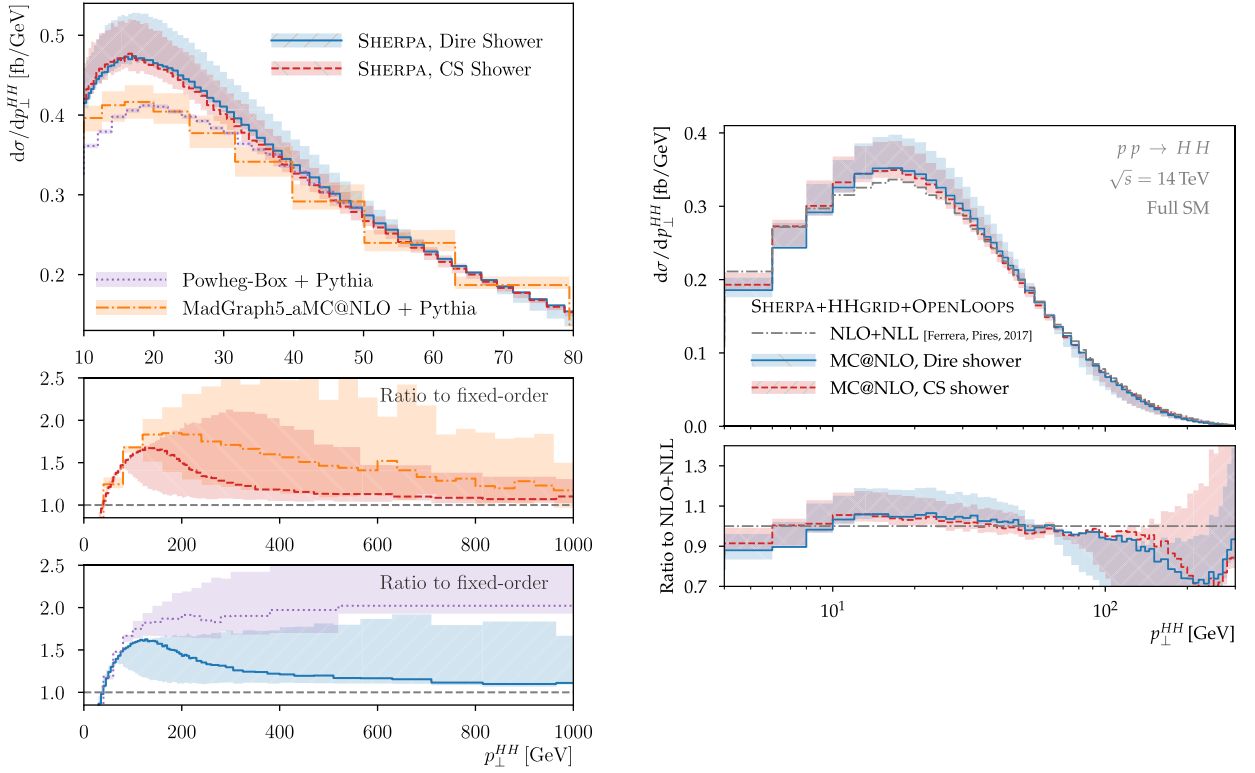 dσ/dp⊥^HH [fb/GeV]
0.5
0.4
0.3
0.2
SHERPA, Dire Shower
SHERPA, CS Shower
Powheg-Box + Pythia
MadGraph5_aMC@NLO + Pythia
10 20 30 40 50 60 70 80
2.5
2.0
1.5
1.0
Ratio to fixed-order
0 200 400 600 800 1000
2.5
2.0
1.5
1.0
Ratio to fixed-order
0 200 400 600 800 1000
p⊥^HH [GeV]
dσ/dp⊥^HH [fb/GeV]
0.4
0.3
0.2
0.1
0.0
p p → H H
√s = 14 TeV
Full SM
SHERPA+HHGRID+OPENLOOPS
NLO+NLL [Ferrera, Pires, 2017]
MC@NLO, Dire shower
MC@NLO, CS shower
Ratio to NLO+NLL
1.3
1.1
0.9
0.7
10^1 10^2
p⊥^HH [GeV]